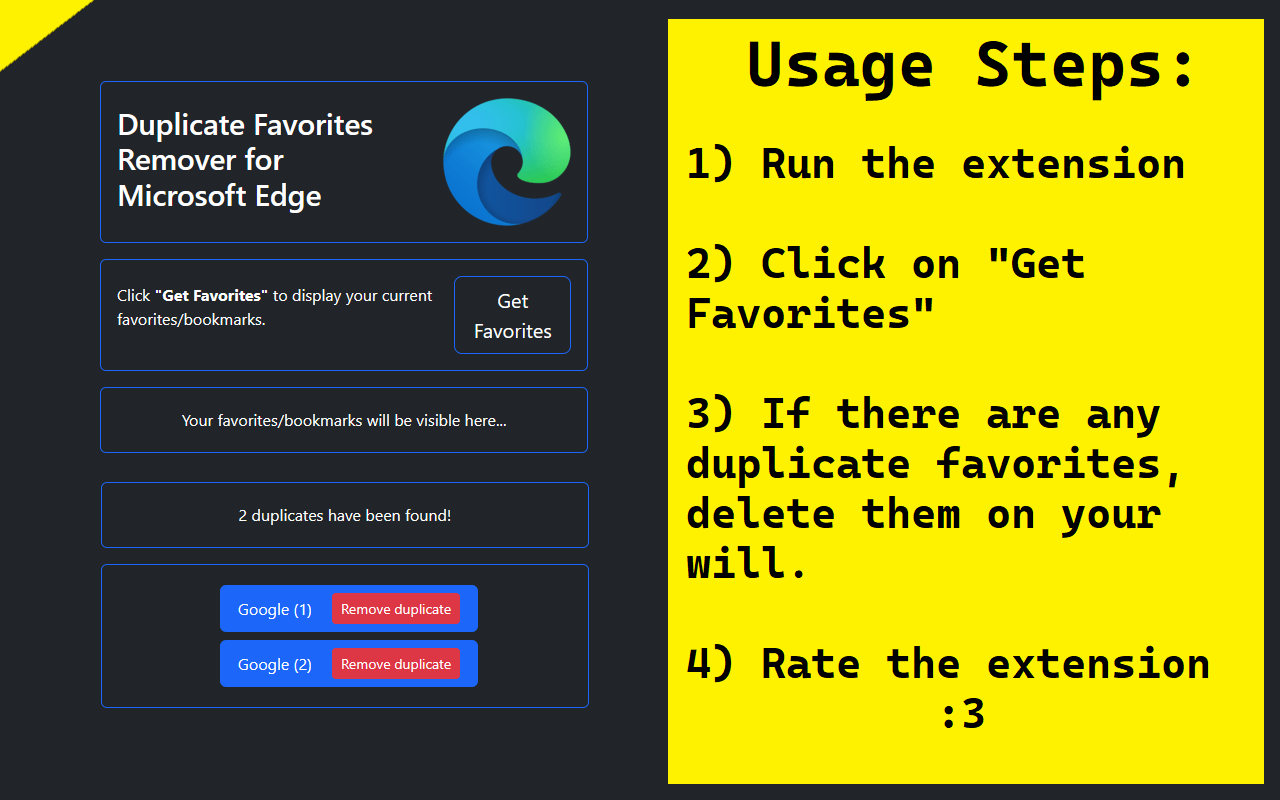 Duplicate Favorites
Remover for
Microsoft Edge
Click "Get Favorites" to display your current
favorites/bookmarks.
Get
Favorites
Your favorites/bookmarks will be visible here...
2 duplicates have been found!
Google (1) Remove duplicate
Google (2) Remove duplicate
Usage Steps:
1) Run the extension
2) Click on "Get
Favorites"
3) If there are any
duplicate favorites,
delete them on your
will.
4) Rate the extension
:3